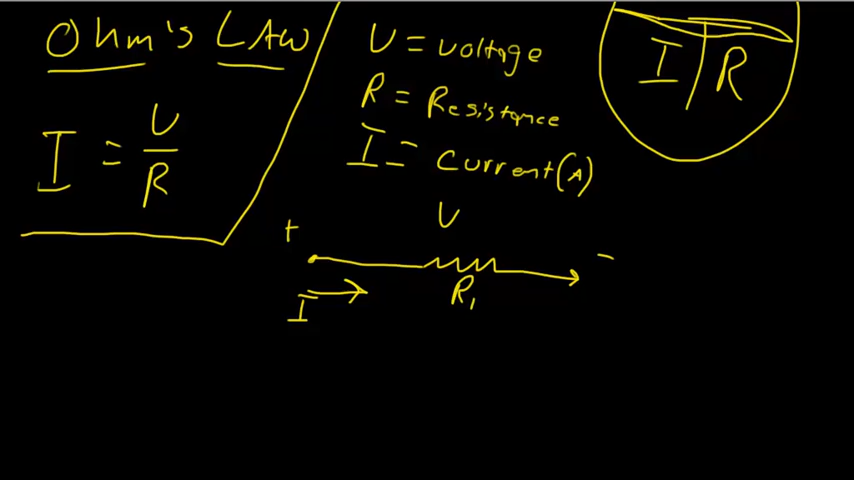 Ohm's LAW
I = U/R
U = voltage
R = Resistance
I = current(A)
I R
U
+ −
R1
I